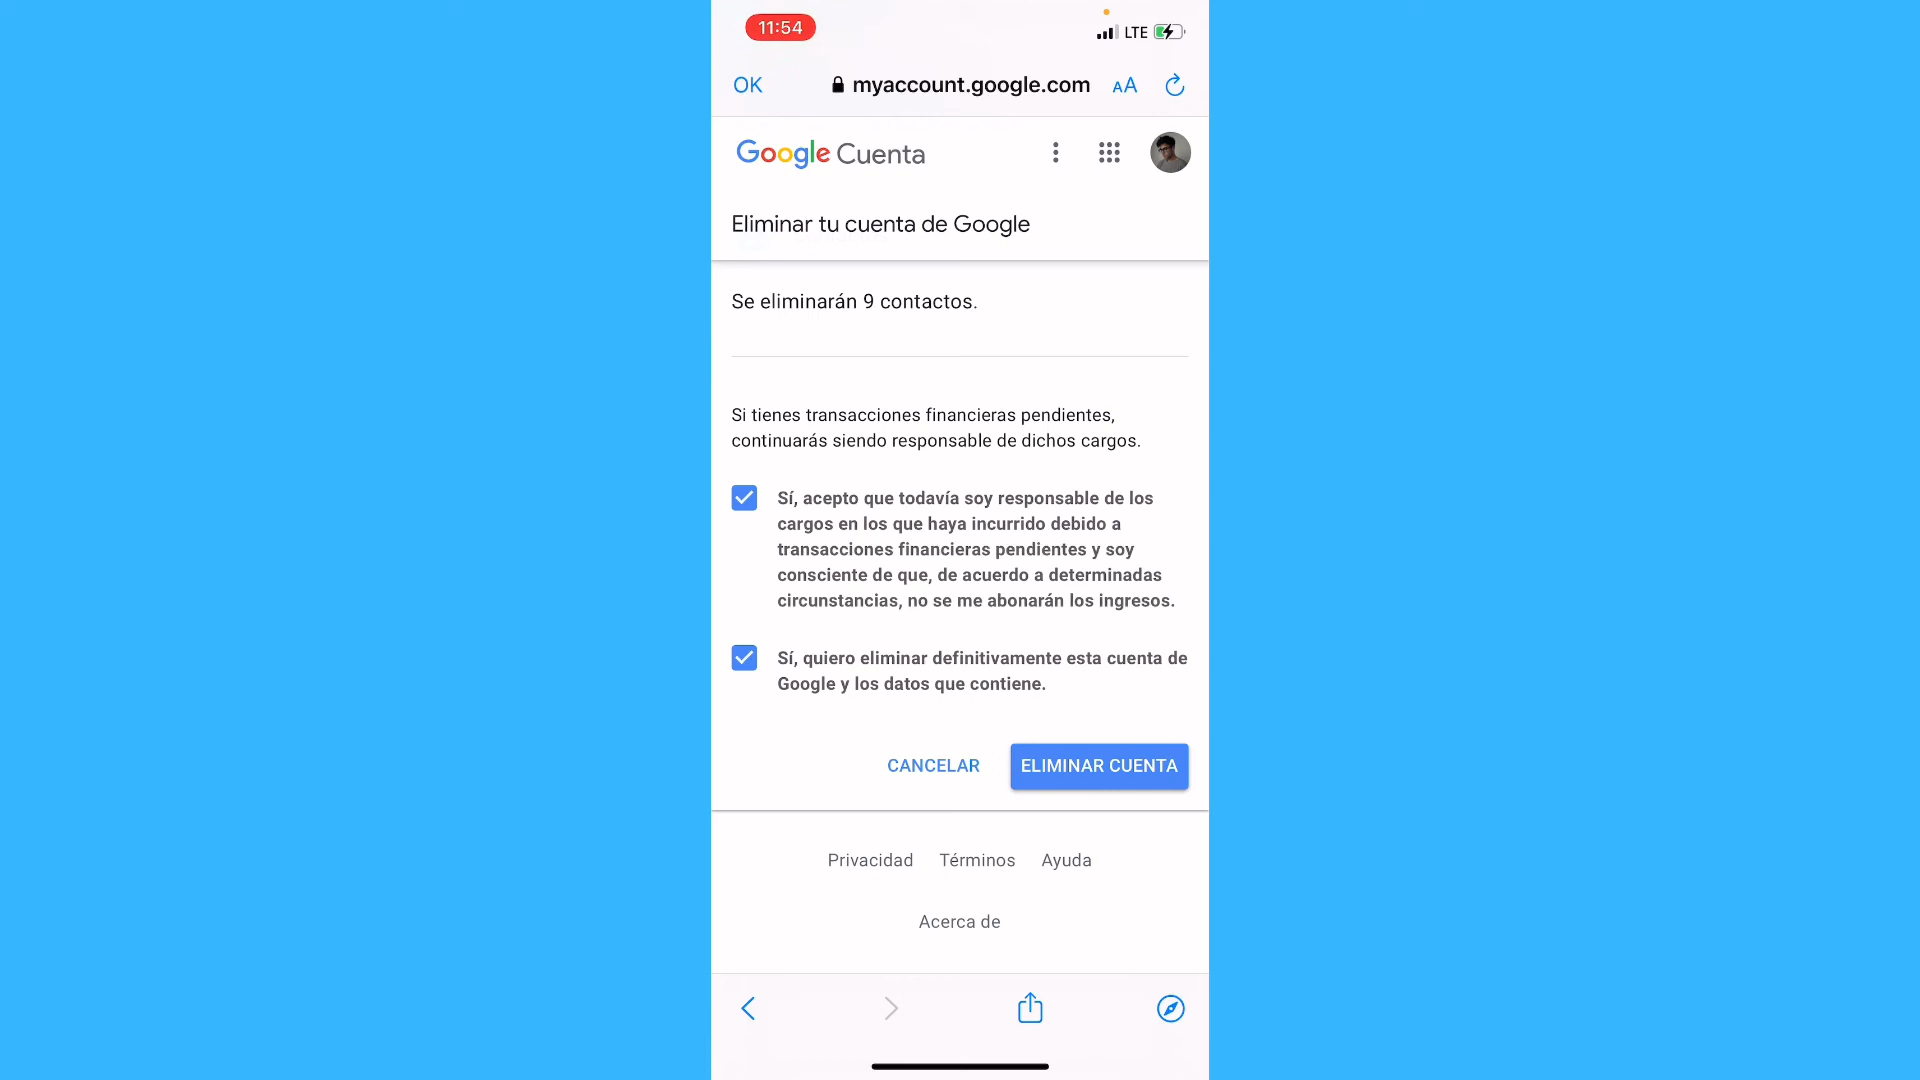 11:54
LTE
OK
myaccount.google.com
AA
Google Cuenta
Eliminar tu cuenta de Google
Se eliminarán 9 contactos.
Si tienes transacciones financieras pendientes,
continuarás siendo responsable de dichos cargos.
Sí, acepto que todavía soy responsable de los
cargos en los que haya incurrido debido a
transacciones financieras pendientes y soy
consciente de que, de acuerdo a determinadas
circunstancias, no se me abonarán los ingresos.
Sí, quiero eliminar definitivamente esta cuenta de
Google y los datos que contiene.
CANCELAR
ELIMINAR CUENTA
Privacidad
Términos
Ayuda
Acerca de